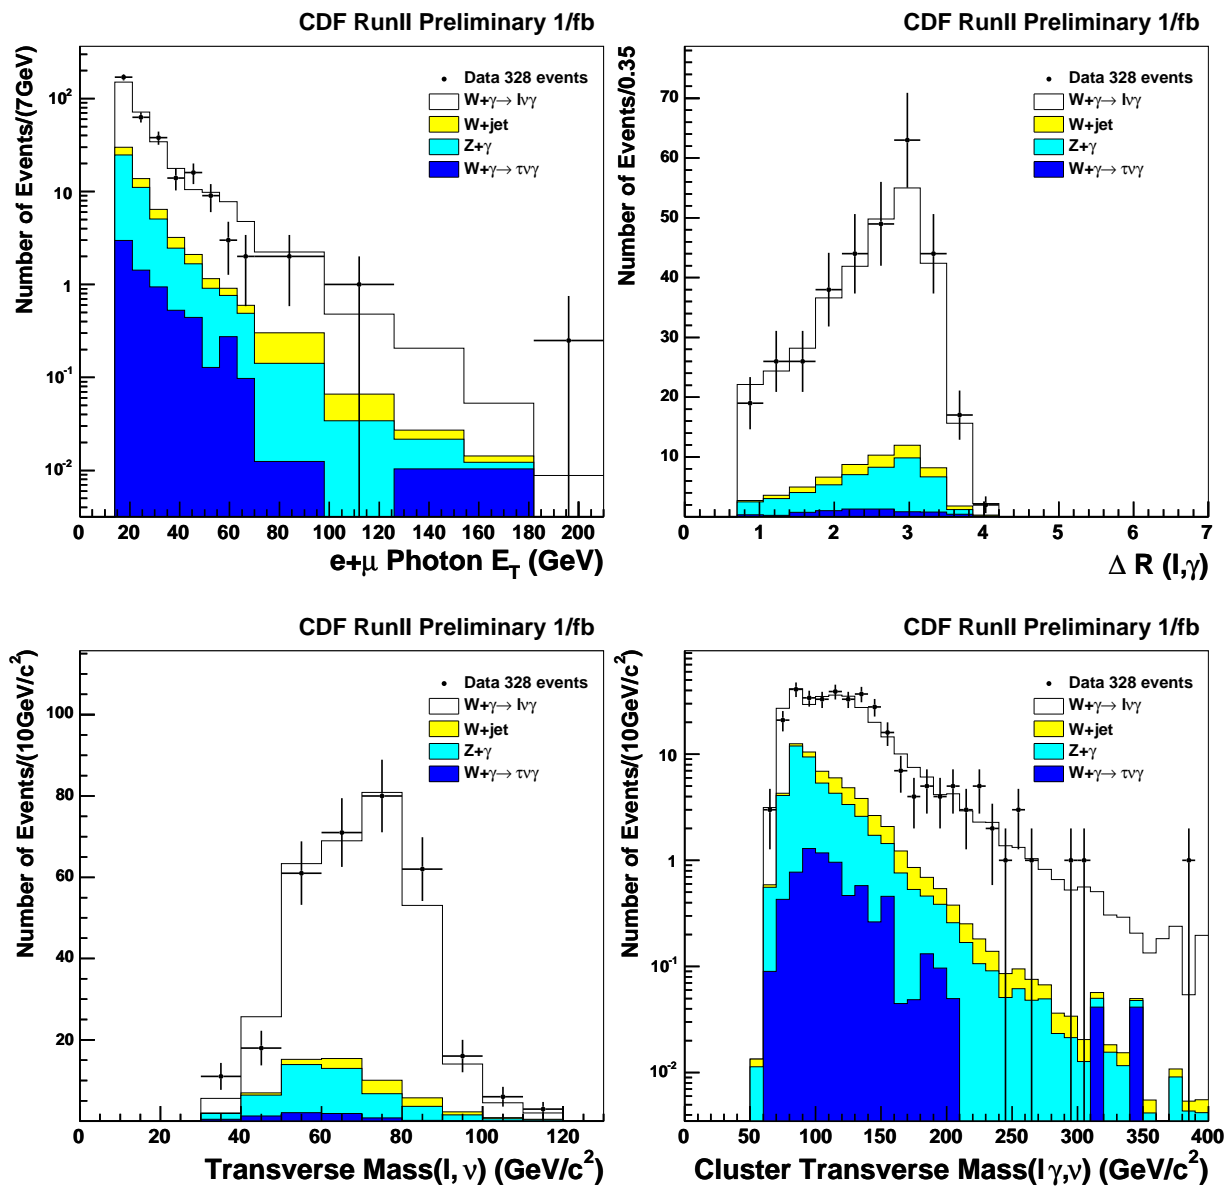 CDF RunII Preliminary 1/fb
Number of Events/(7GeV)
Data 328 events
W+γ→ lνγ
W+jet
Z+γ
W+γ→ τνγ
10²
10
1
10⁻¹
10⁻²
0 20 40 60 80 100 120 140 160 180 200
e+μ Photon E_T (GeV)
CDF RunII Preliminary 1/fb
Number of Events/0.35
Data 328 events
W+γ→ lνγ
W+jet
Z+γ
W+γ→ τνγ
70
60
50
40
30
20
10
0 1 2 3 4 5 6 7
Δ R (l,γ)
CDF RunII Preliminary 1/fb
Number of Events/(10GeV/c²)
Data 328 events
W+γ→ lνγ
W+jet
Z+γ
W+γ→ τνγ
100
80
60
40
20
0 20 40 60 80 100 120
Transverse Mass(l, ν) (GeV/c²)
CDF RunII Preliminary 1/fb
Number of Events/(10GeV/c²)
Data 328 events
W+γ→ lνγ
W+jet
Z+γ
W+γ→ τνγ
10
1
10⁻¹
10⁻²
0 50 100 150 200 250 300 350 400
Cluster Transverse Mass(l γ,ν) (GeV/c²)